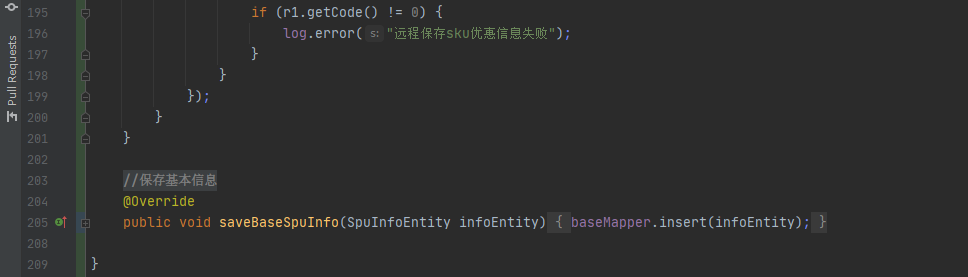 Pull Requests
195 if (r1.getCode() != 0) {
196 log.error( s: "远程保存sku优惠信息失败");
197 }
198 }
199 });
200 }
201 }
202
203 //保存基本信息
204 @Override
205 public void saveBaseSpuInfo(SpuInfoEntity infoEntity) { baseMapper.insert(infoEntity); }
208
209 }